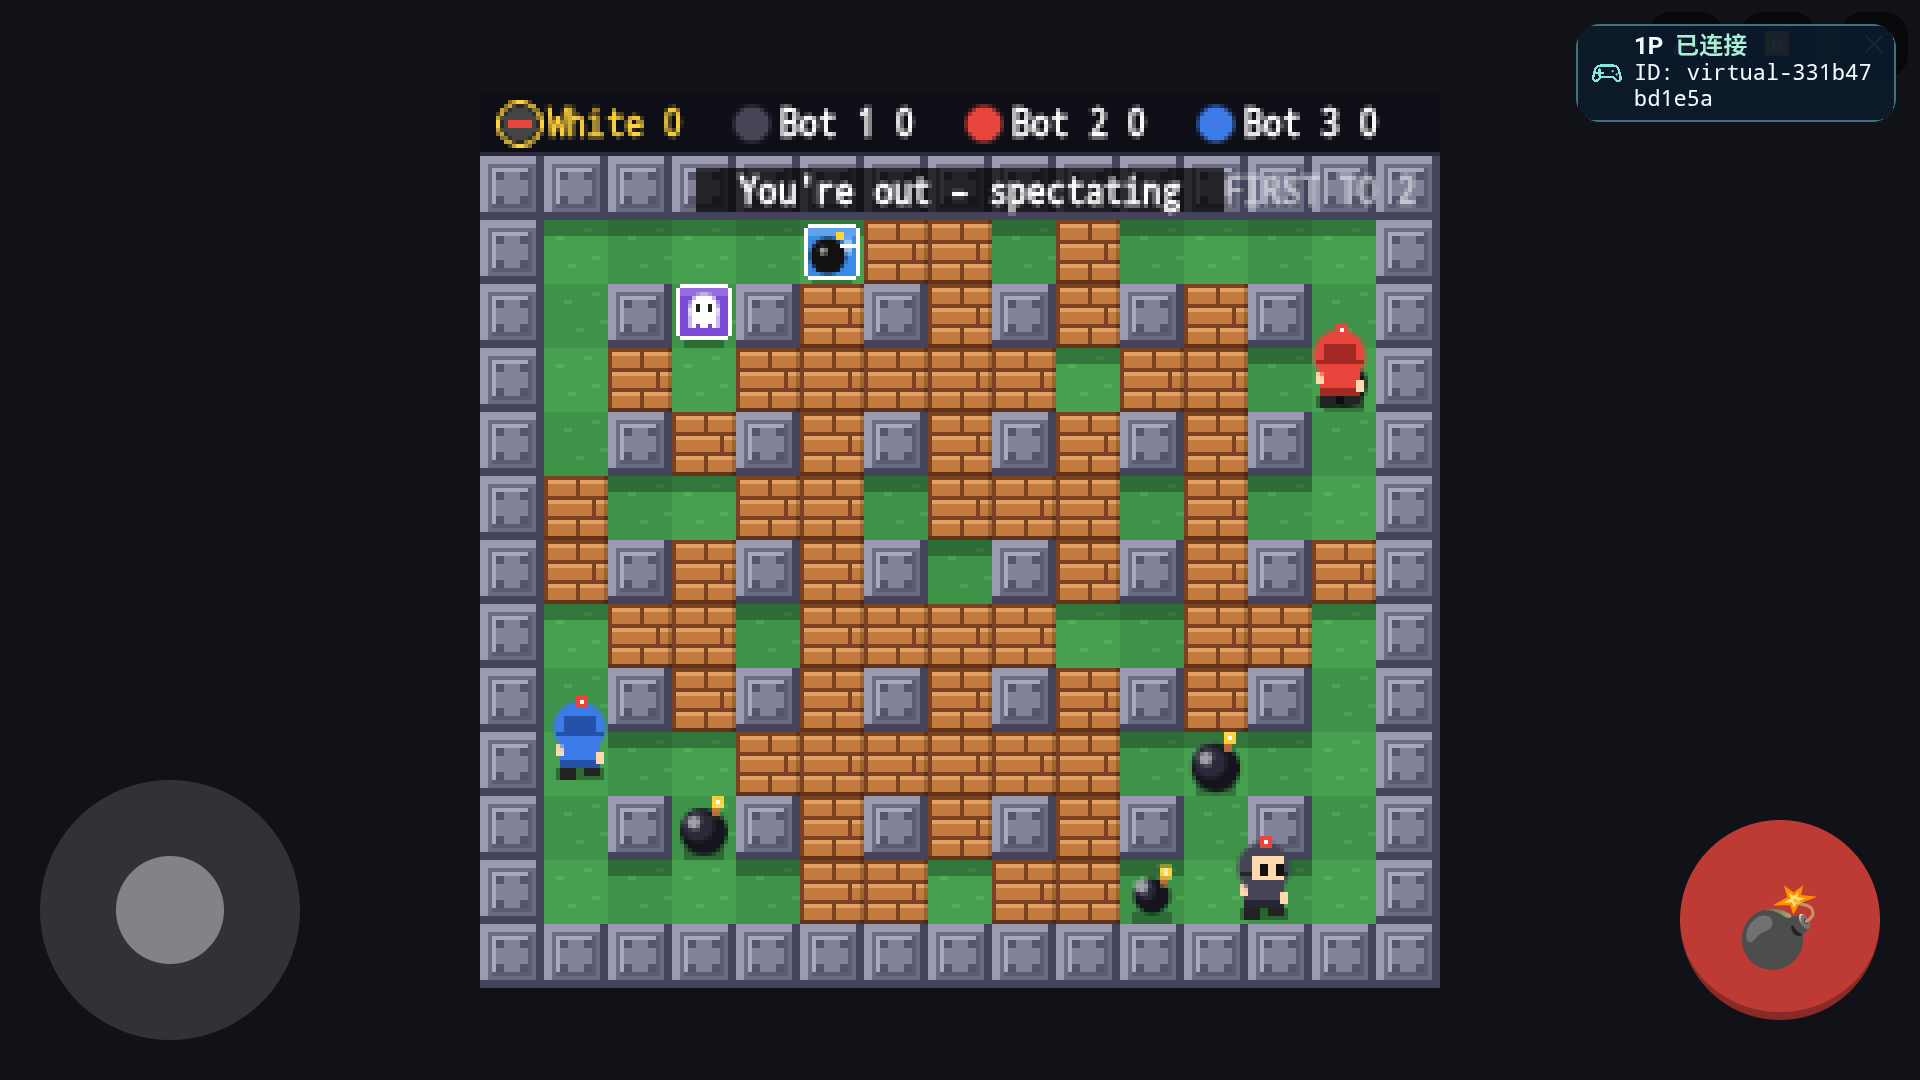 White 0
Bot 1 0
Bot 2 0
Bot 3 0
You're out - spectating
FIRST TO 2
1P 已连接
ID: virtual-331b47
bd1e5a